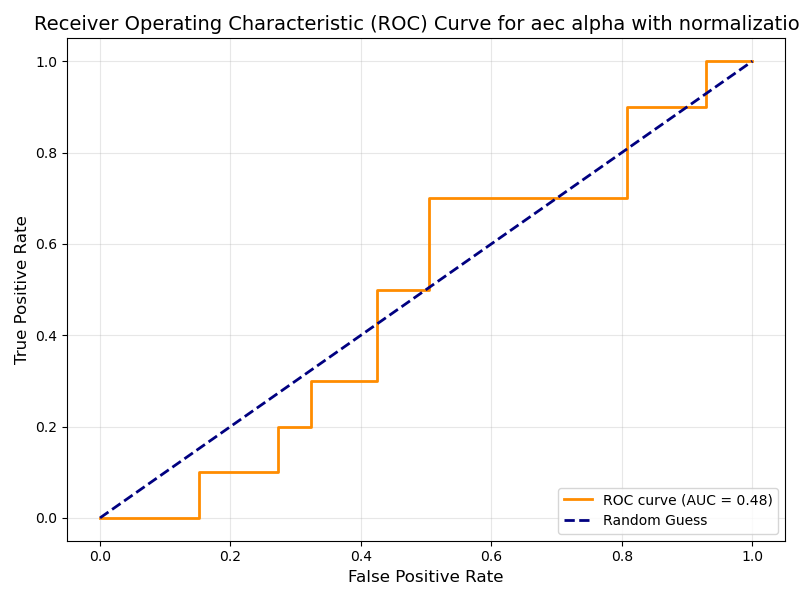 Receiver Operating Characteristic (ROC) Curve for aec alpha with normalizatio
True Positive Rate
1.0
0.8
0.6
0.4
0.2
0.0
0.0 0.2 0.4 0.6 0.8 1.0
False Positive Rate
ROC curve (AUC = 0.48)
Random Guess